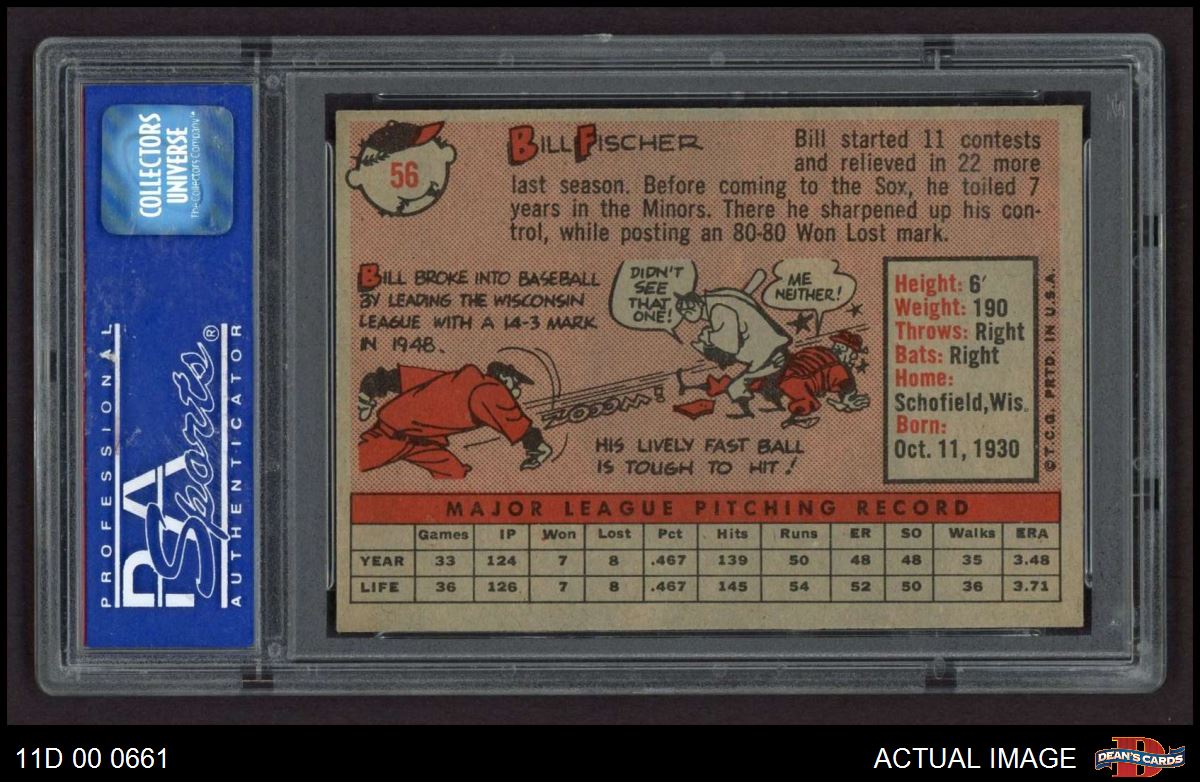 COLLECTORS
UNIVERSE
The Collectors Company™
PROFESSIONAL
PSA
Sports®
AUTHENTICATOR
56
BILL FISCHER
Bill started 11 contests
and relieved in 22 more
last season. Before coming to the Sox, he toiled 7
years in the Minors. There he sharpened up his con-
trol, while posting an 80-80 Won Lost mark.
BILL BROKE INTO BASEBALL
BY LEADING THE WISCONSIN
LEAGUE WITH A 14-3 MARK
IN 1948.
DIDN'T
SEE
THAT
ONE!
ME
NEITHER!
ZOOOM!
HIS LIVELY FAST BALL
IS TOUGH TO HIT!
Height: 6'
Weight: 190
Throws: Right
Bats: Right
Home:
Schofield, Wis.
Born:
Oct. 11, 1930
©T.C.G. PRTD. IN U.S.A.
MAJOR LEAGUE PITCHING RECORD
Games IP Won Lost Pct Hits Runs ER SO Walks ERA
YEAR 33 124 7 8 .467 139 50 48 48 35 3.48
LIFE 36 126 7 8 .467 145 54 52 50 36 3.71
11D 00 0661
ACTUAL IMAGE
DEAN'S CARDS